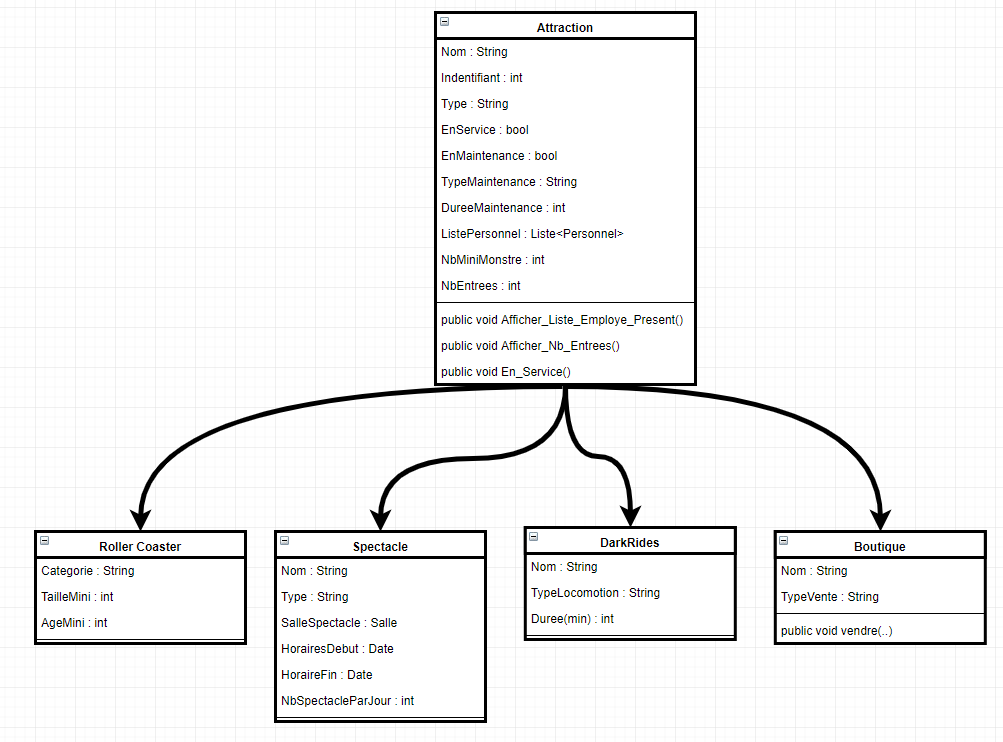 Attraction
Nom : String
Indentifiant : int
Type : String
EnService : bool
EnMaintenance : bool
TypeMaintenance : String
DureeMaintenance : int
ListePersonnel : Liste<Personnel>
NbMiniMonstre : int
NbEntrees : int
public void Afficher_Liste_Employe_Present()
public void Afficher_Nb_Entrees()
public void En_Service()
Roller Coaster
Categorie : String
TailleMini : int
AgeMini : int
Spectacle
Nom : String
Type : String
SalleSpectacle : Salle
HorairesDebut : Date
HoraireFin : Date
NbSpectacleParJour : int
DarkRides
Nom : String
TypeLocomotion : String
Duree(min) : int
Boutique
Nom : String
TypeVente : String
public void vendre(..)